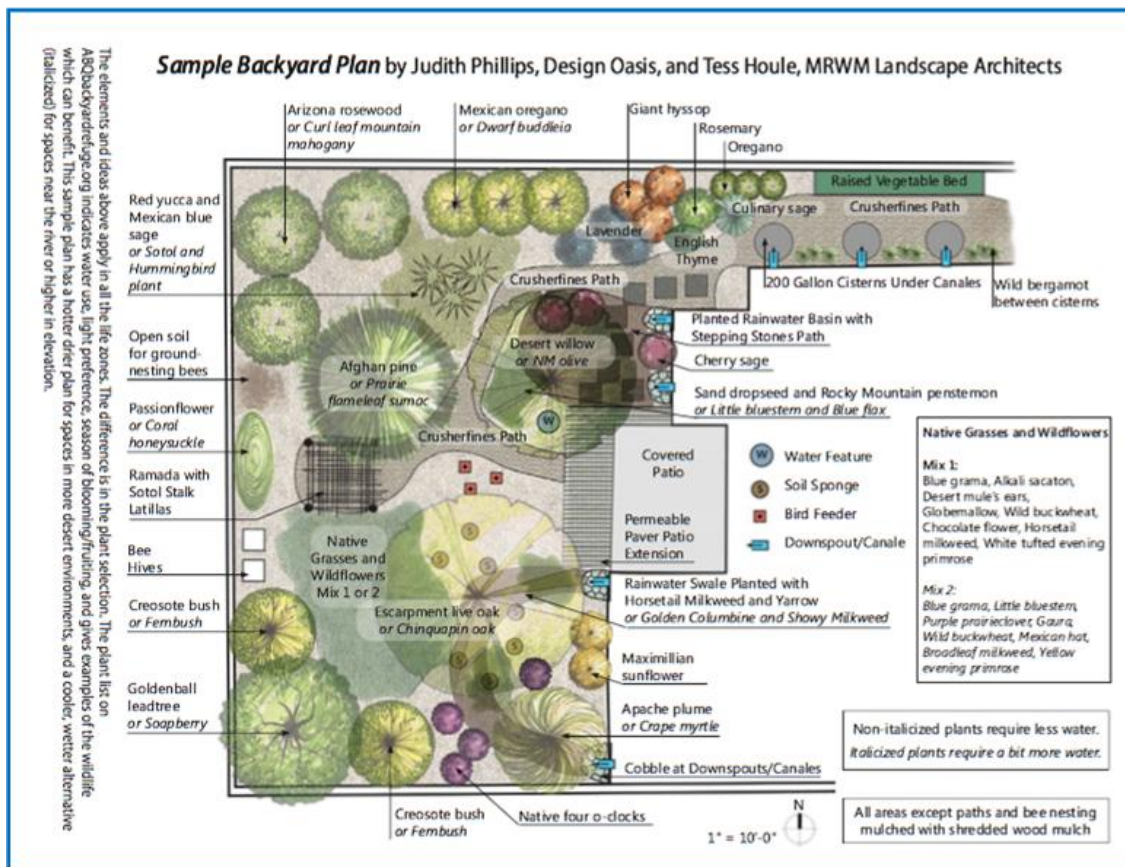 Sample Backyard Plan by Judith Phillips, Design Oasis, and Tess Houle, MRWM Landscape Architects
The elements and ideas above apply in all the life zones. The difference is in the plant selection. The plant list on
ABQbackyardrefuge.org indicates water use, light preference, season of blooming/fruiting, and gives examples of the wildlife
which can benefit. This sample plan has a hotter drier plan for spaces in more desert environments, and a cooler, wetter alternative
(italicized) for spaces near the river or higher in elevation.
Arizona rosewood
or Curl leaf mountain
mahogany
Mexican oregano
or Dwarf buddleia
Giant hyssop
Rosemary
Oregano
Raised Vegetable Bed
Culinary sage
Crusherfines Path
Lavender
English
Thyme
Red yucca and
Mexican blue
sage
or Sotol and
Hummingbird
plant
Crusherfines Path
200 Gallon Cisterns Under Canales
Wild bergamot
between cisterns
Planted Rainwater Basin with
Stepping Stones Path
Desert willow
or NM olive
Cherry sage
Open soil
for ground-
nesting bees
Afghan pine
or Prairie
flameleaf sumac
Sand dropseed and Rocky Mountain penstemon
or Little bluestem and Blue flax
Passionflower
or Coral
honeysuckle
W
Crusherfines Path
Covered
Patio
W Water Feature
S Soil Sponge
Bird Feeder
Downspout/Canale
Ramada with
Sotol Stalk
Latillas
Permeable
Paver Patio
Extension
Native Grasses and Wildflowers
Mix 1:
Blue grama, Alkali sacaton,
Desert mule's ears,
Globemallow, Wild buckwheat,
Chocolate flower, Horsetail
milkweed, White tufted evening
primrose
Mix 2:
Blue grama, Little bluestem,
Purple prairieclover, Gaura,
Wild buckwheat, Mexican hat,
Broadleaf milkweed, Yellow
evening primrose
Native
Grasses and
Wildflowers
Mix 1 or 2
S
S
S
S
S
S
Bee
Hives
Rainwater Swale Planted with
Horsetail Milkweed and Yarrow
or Golden Columbine and Showy Milkweed
Escarpment live oak
or Chinquapin oak
Creosote bush
or Fernbush
Maximillian
sunflower
Goldenball
leadtree
or Soapberry
Apache plume
or Crape myrtle
Non-italicized plants require less water.
Italicized plants require a bit more water.
Cobble at Downspouts/Canales
Creosote bush
or Fernbush
Native four o-clocks
1" = 10'-0"
N
All areas except paths and bee nesting
mulched with shredded wood mulch